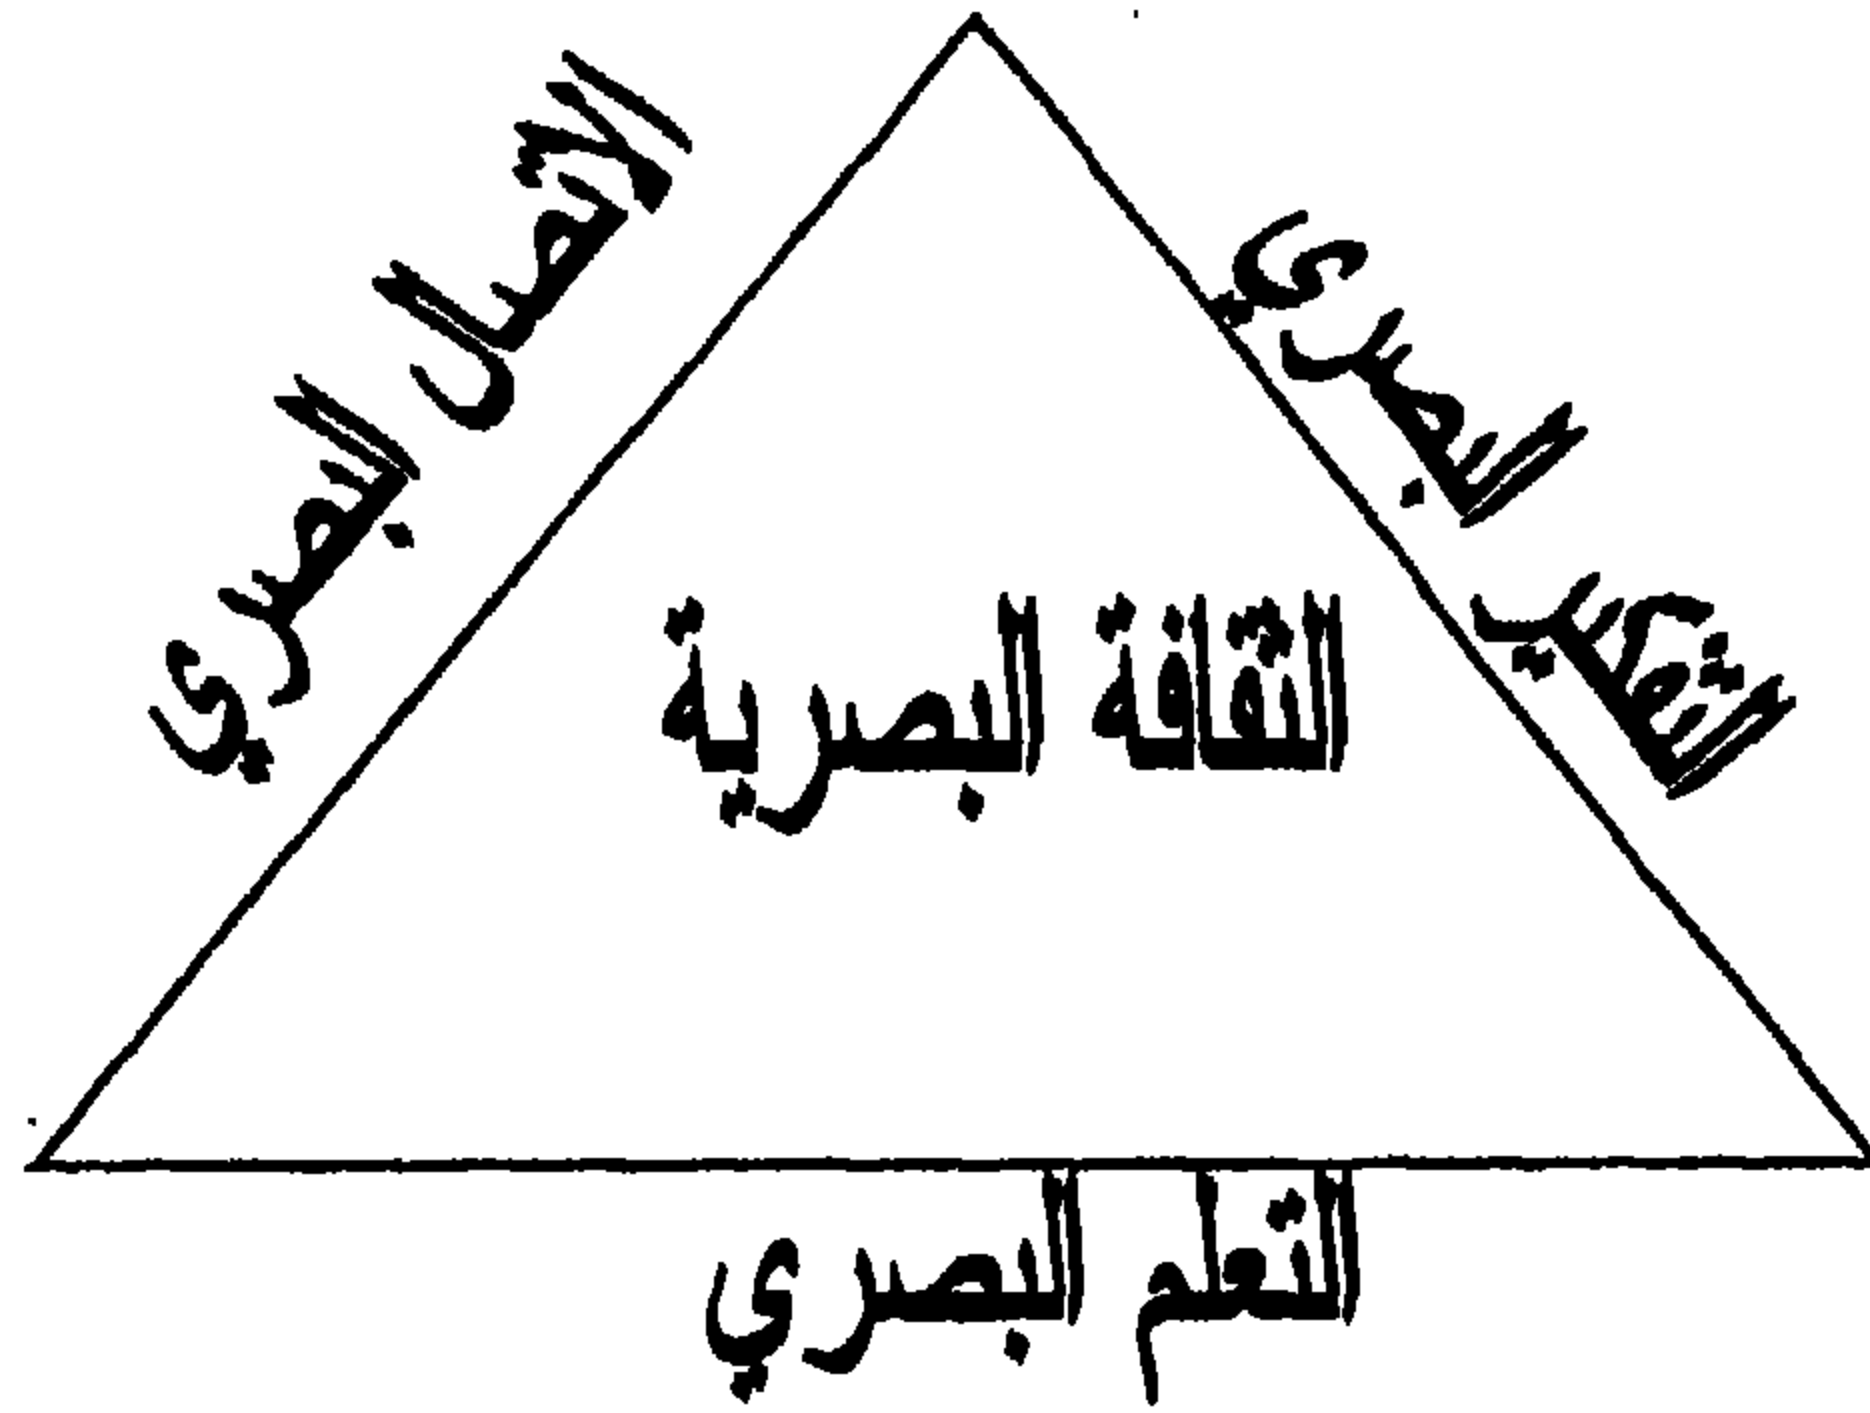 التفكير البصري
الاتصال البصري
الثقافة البصرية
التعلم البصري